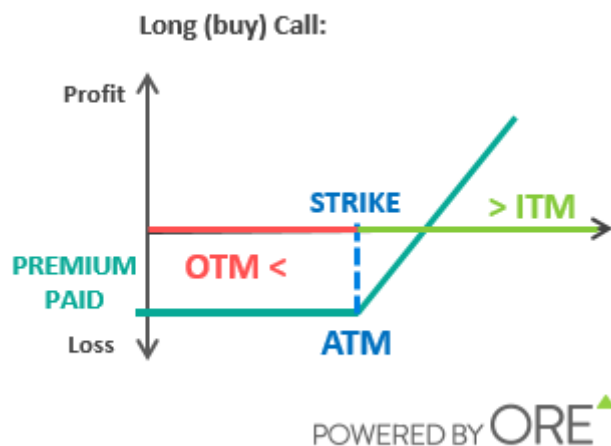 Long (buy) Call:
Profit
STRIKE
> ITM
PREMIUM
PAID
OTM <
Loss
ATM
POWERED BY ORE